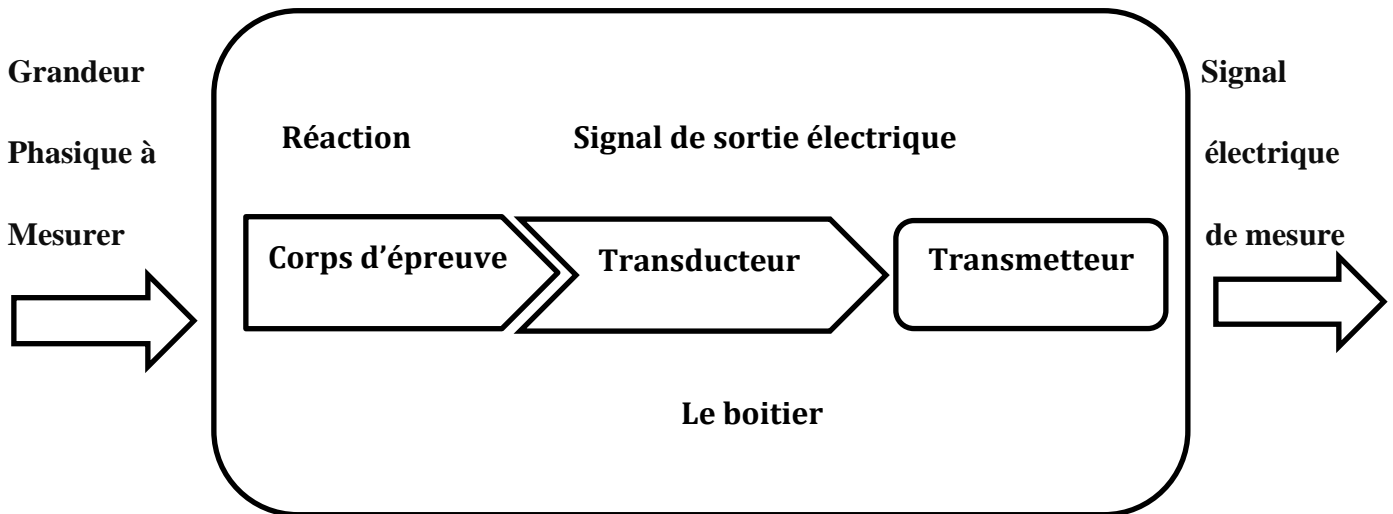 Grandeur
Phasique à
Mesurer
Réaction
Signal de sortie électrique
Corps d'épreuve
Transducteur
Transmetteur
Le boitier
Signal
électrique
de mesure